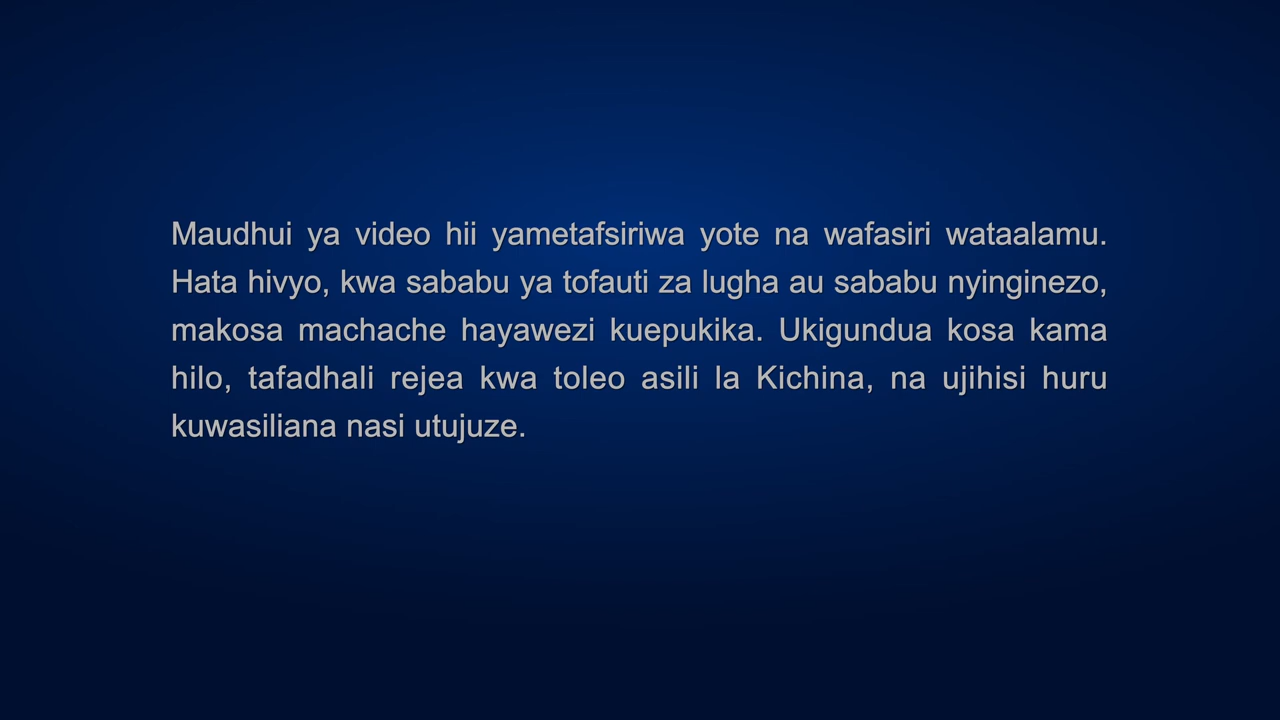 Maudhui ya video hii yametafsiriwa yote na wafasiri wataalamu.
Hata hivyo, kwa sababu ya tofauti za lugha au sababu nyinginezo,
makosa machache hayawezi kuepukika. Ukigundua kosa kama
hilo, tafadhali rejea kwa toleo asili la Kichina, na ujihisi huru
kuwasiliana nasi utujuze.